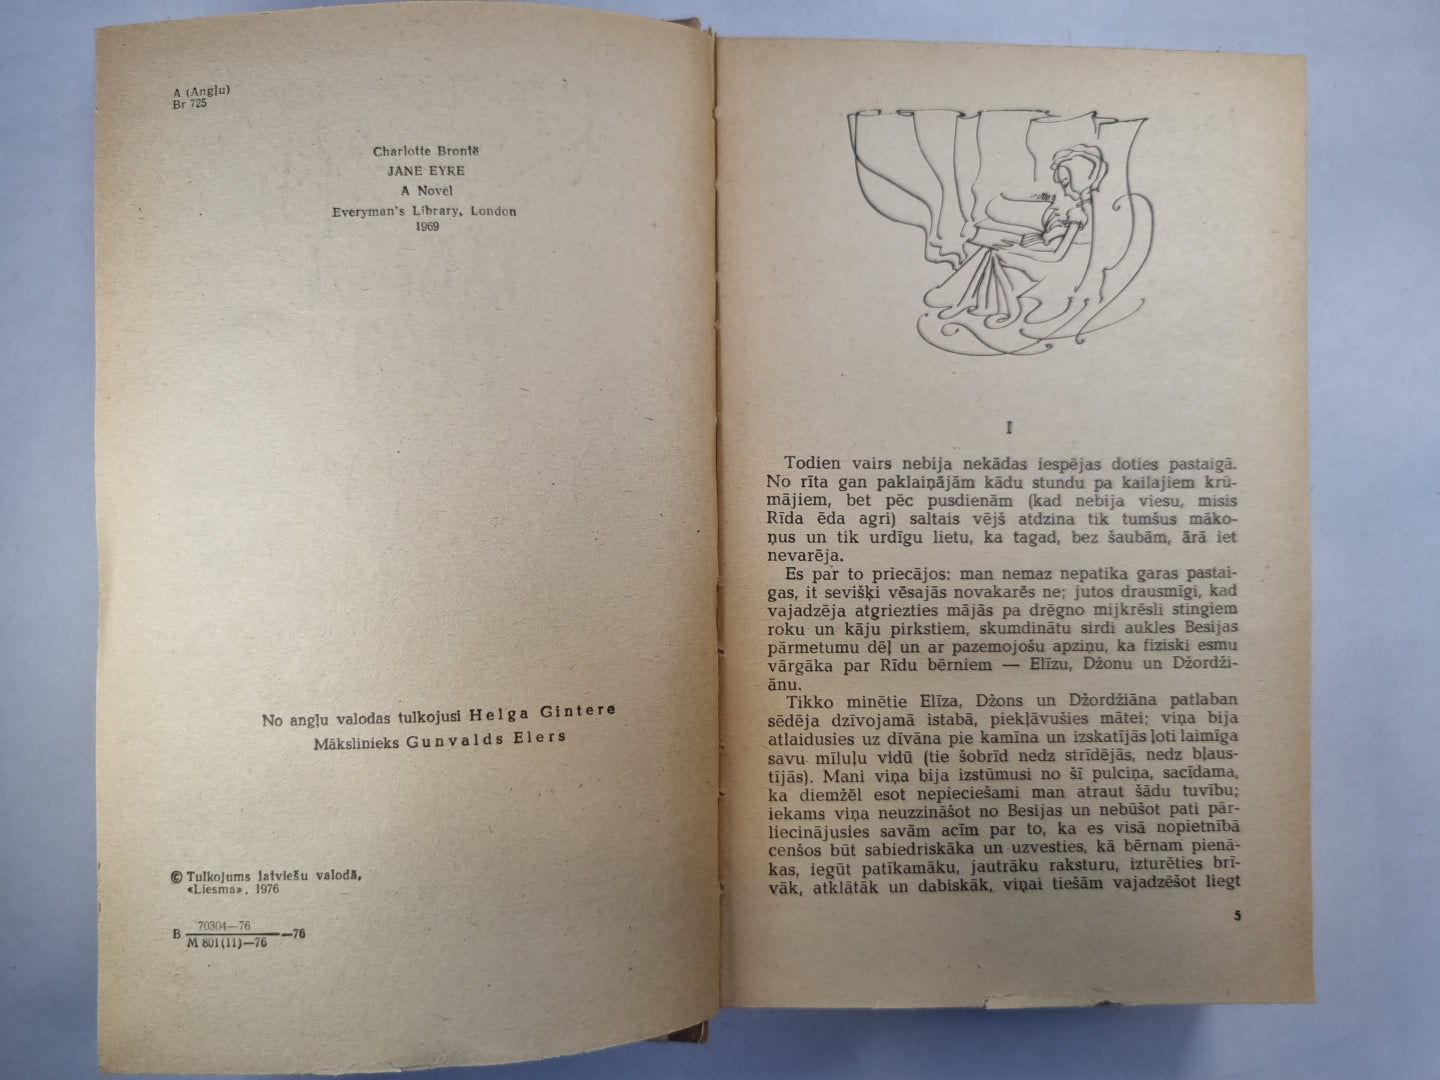 A (Angļu)
Br 725
Charlotte Brontë
JANE EYRE
A Novel
Everyman's Library, London
1969
No angļu valodas tulkojusi Helga Gintere
Mākslinieks Gunvalds Elers
© Tulkojums latviešu valodā,
«Liesma», 1976
B 70304—76
M 801(11)—76 —76
I
Todien vairs nebija nekādas iespējas doties pastaigā.
No rīta gan paklaiņājām kādu stundu pa kailajiem krū-
mājiem, bet pēc pusdienām (kad nebija viesu, misis
Rīda ēda agri) saltais vējš atdzina tik tumšus māko-
ņus un tik urdīgu lietu, ka tagad, bez šaubām, ārā iet
nevarēja.
Es par to priecājos: man nemaz nepatika garas pastai-
gas, it sevišķi vēsajās novakarēs ne; jutos drausmīgi, kad
vajadzēja atgriezties mājās pa drēgno mijkrēsli stingiem
roku un kāju pirkstiem, skumdinātu sirdi aukles Besijas
pārmetumu dēļ un ar pazemojošu apziņu, ka fiziski esmu
vārgāka par Rīdu bērniem — Elīzu, Džonu un Džordži-
ānu.
Tikko minētie Elīza, Džons un Džordžiāna patlaban
sēdēja dzīvojamā istabā, piekļāvušies mātei; viņa bija
atlaidusies uz dīvāna pie kamīna un izskatījās ļoti laimīga
savu mīluļu vidū (tie šobrīd nedz strīdējās, nedz bļaus-
tījās). Mani viņa bija izstūmusi no šī pulciņa, sacīdama,
ka diemžēl esot nepieciešami man atraut šādu tuvību;
iekams viņa neuzzināšot no Besijas un nebūšot pati pār-
liecinājusies savām acīm par to, ka es visā nopietnībā
cenšos būt sabiedriskāka un uzvesties, kā bērnam pienā-
kas, iegūt patīkamāku, jautrāku raksturu, izturēties brī-
vāk, atklātāk un dabiskāk, viņai tiešām vajadzēšot liegt
5